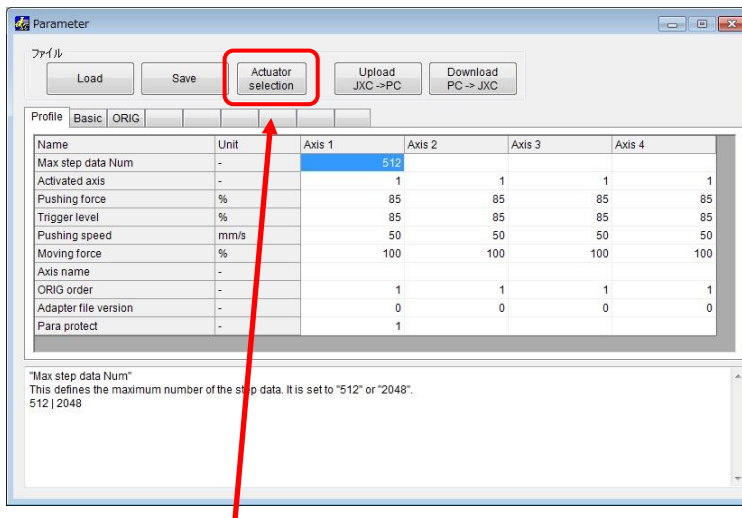 Parameter
ファイル
Load Save Actuator selection Upload JXC ->PC Download PC -> JXC
Profile Basic ORIG
Name Unit Axis 1 Axis 2 Axis 3 Axis 4
Max step data Num - 512
Activated axis - 1 1 1 1
Pushing force % 85 85 85 85
Trigger level % 85 85 85 85
Pushing speed mm/s 50 50 50 50
Moving force % 100 100 100 100
Axis name -
ORIG order - 1 1 1 1
Adapter file version - 0 0 0 0
Para protect - 1
"Max step data Num"
This defines the maximum number of the step data. It is set to "512" or "2048".
512 | 2048